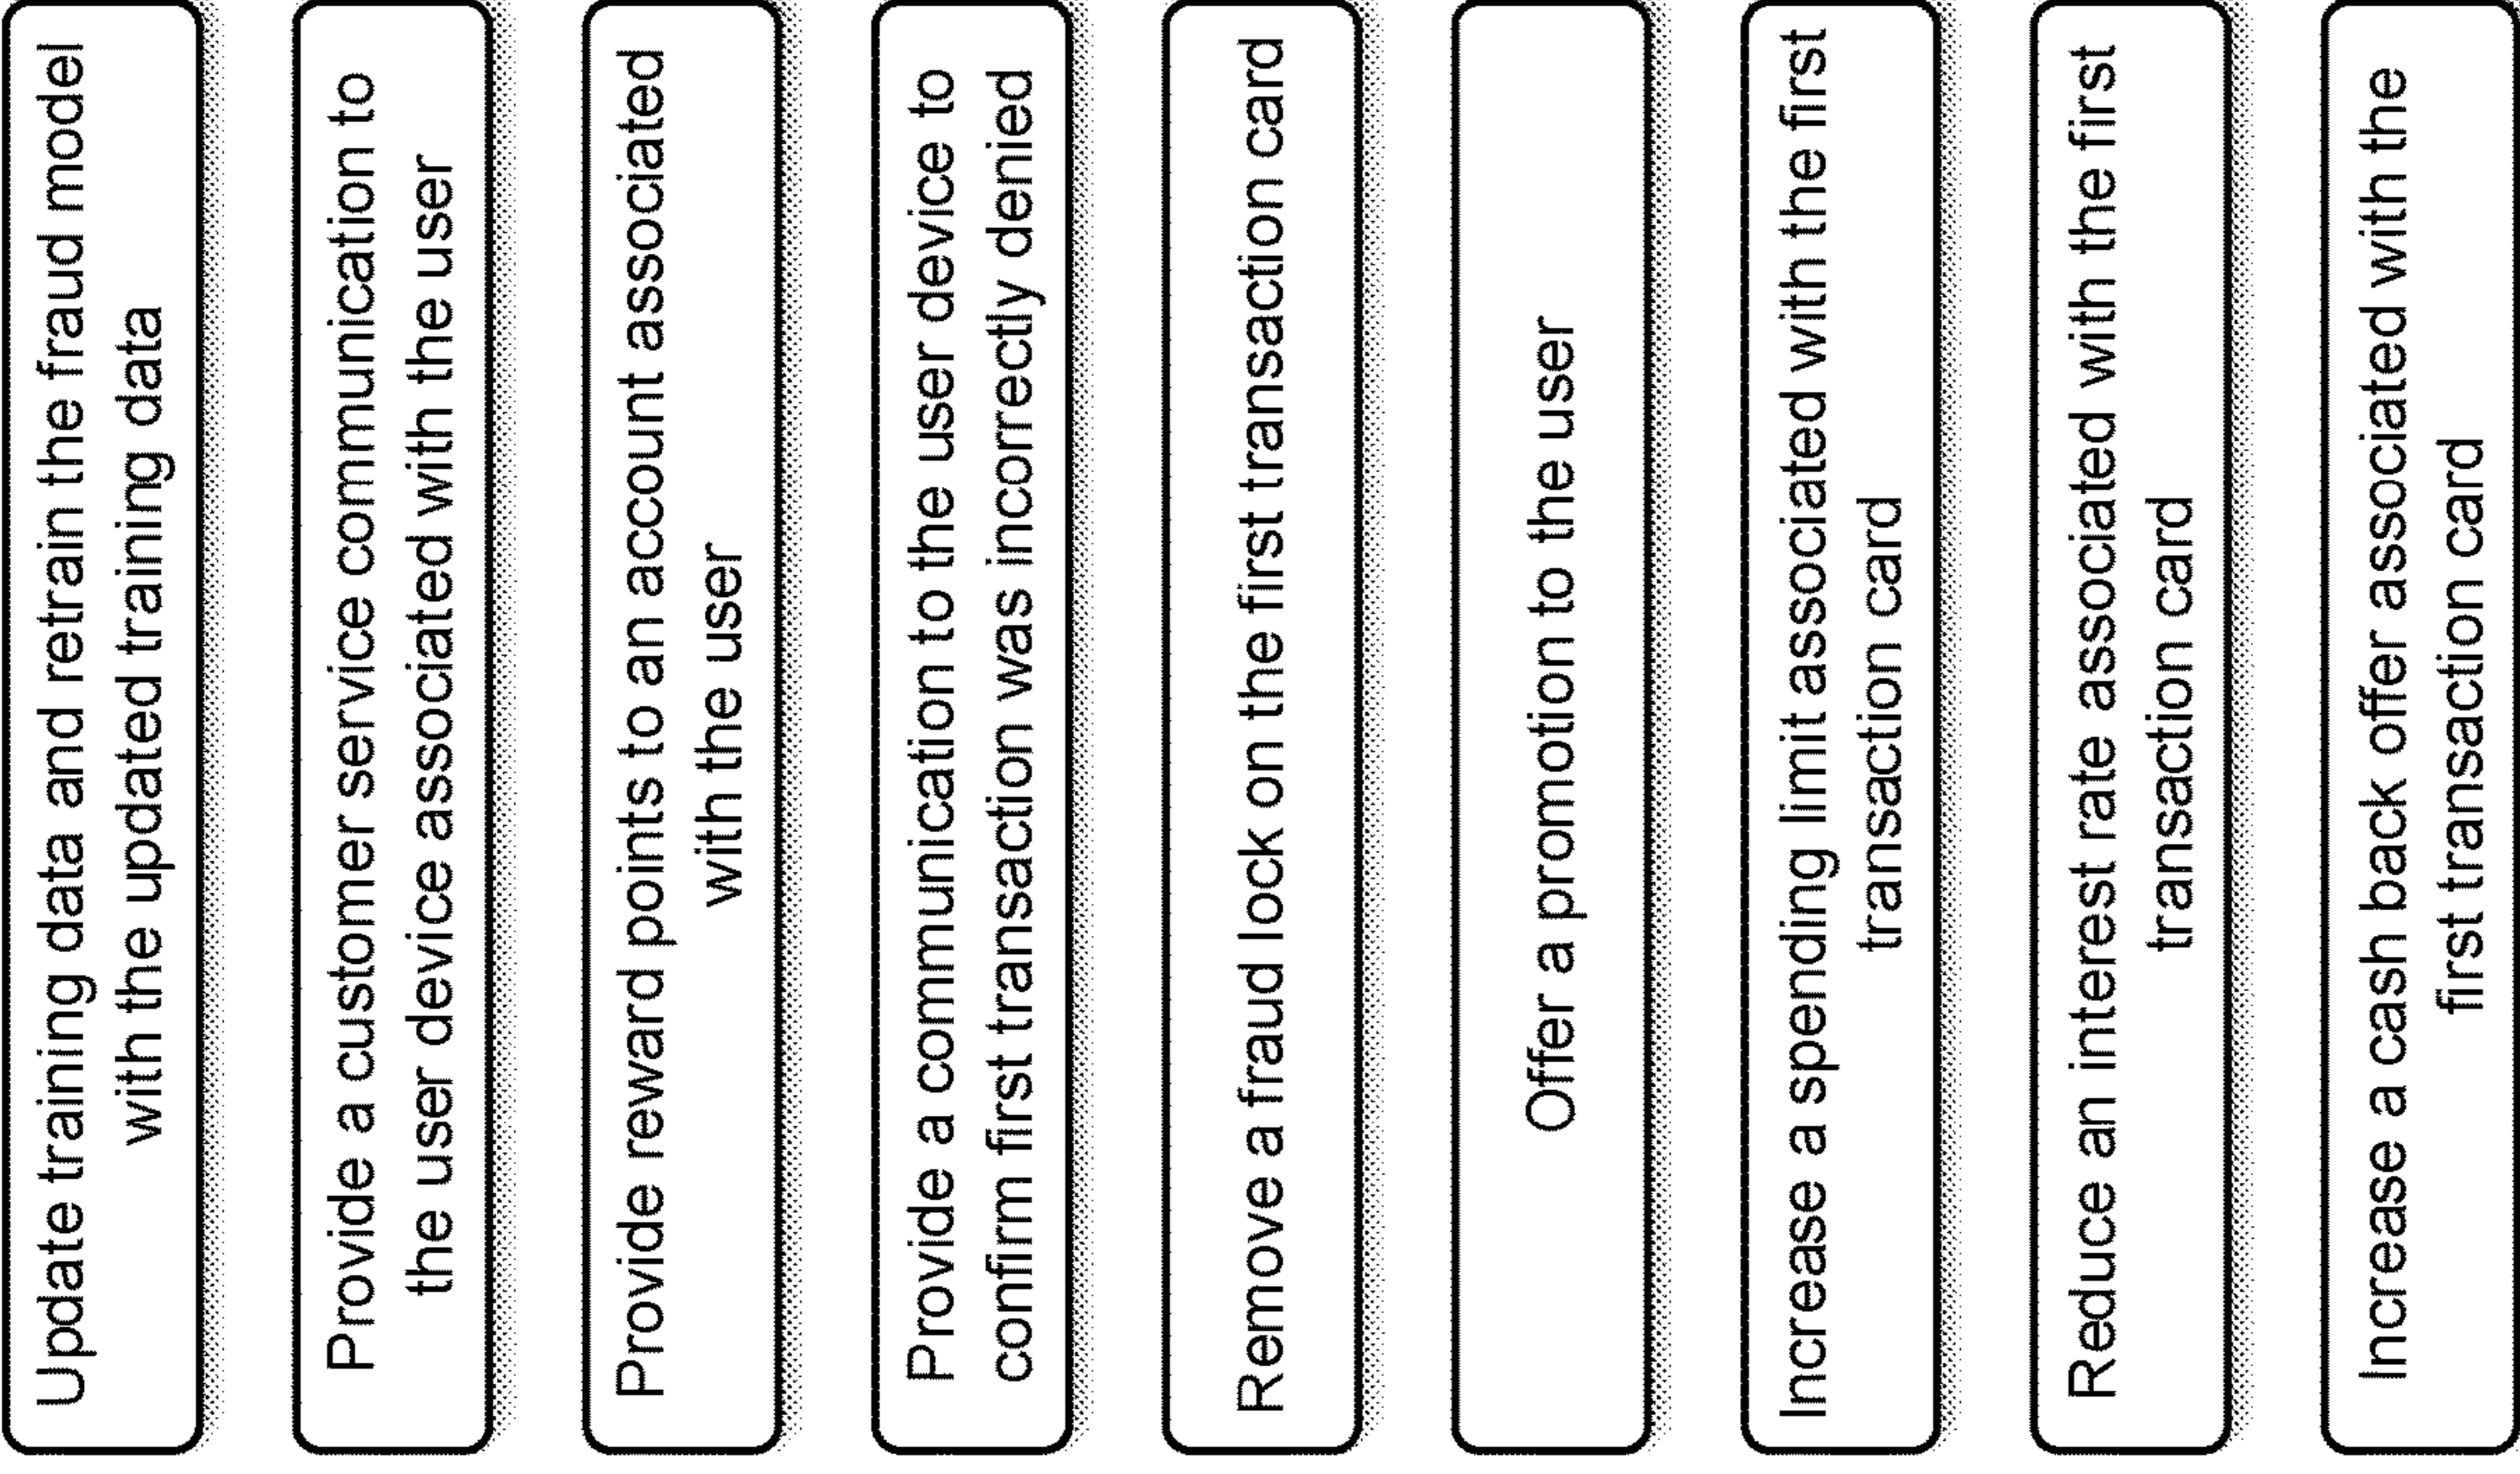 Update training data and retrain the fraud model
with the updated training data
Provide a customer service communication to
the user device associated with the user
Provide reward points to an account associated
with the user
Provide a communication to the user device to
confirm first transaction was incorrectly denied
Remove a fraud lock on the first transaction card
Offer a promotion to the user
Increase a spending limit associated with the first
transaction card
Reduce an interest rate associated with the first
transaction card
Increase a cash back offer associated with the
first transaction card